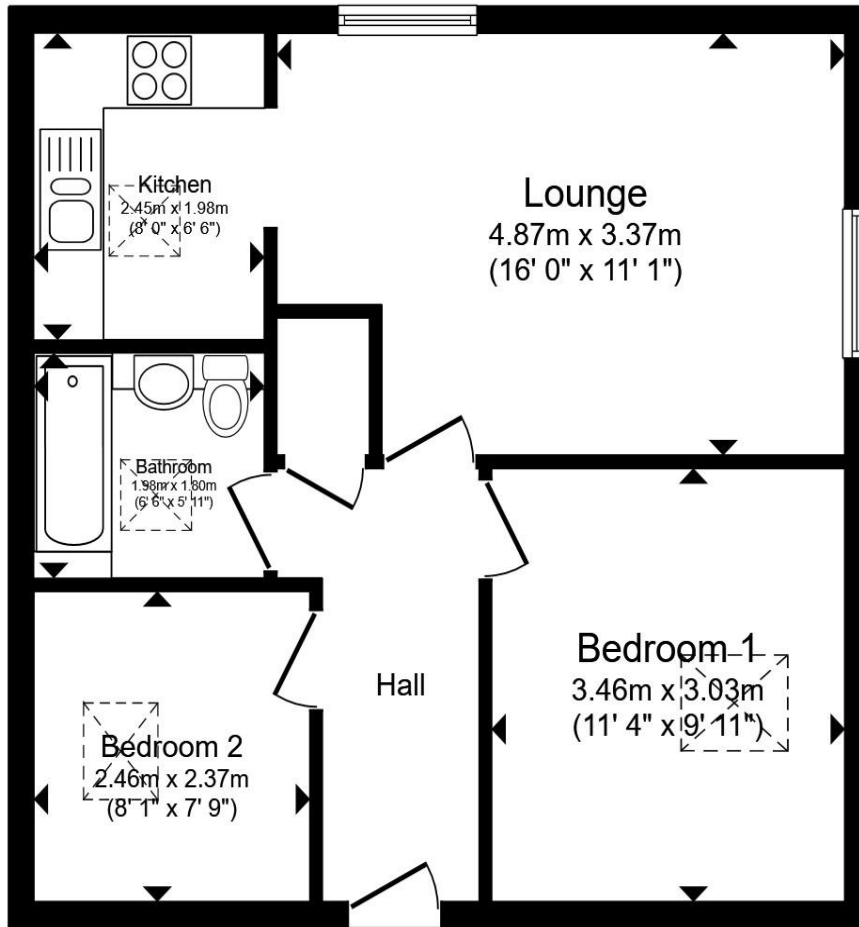 Kitchen
2.45m x 1.98m
(8' 0" x 6' 6")
Lounge
4.87m x 3.37m
(16' 0" x 11' 1")
Bathroom
1.98m x 1.80m
(6' 6" x 5' 11")
Hall
Bedroom 1
3.46m x 3.03m
(11' 4" x 9' 11")
Bedroom 2
2.46m x 2.37m
(8' 1" x 7' 9")